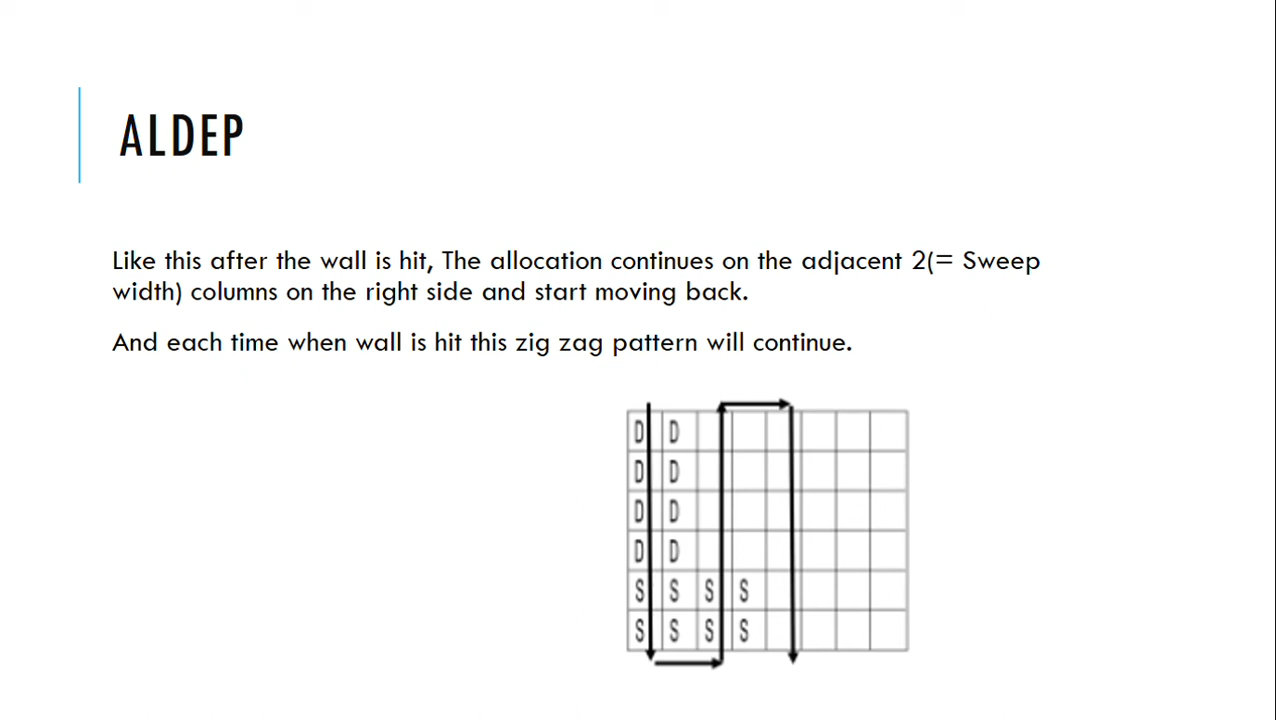 ALDEP
Like this after the wall is hit, The allocation continues on the adjacent 2(= Sweep
width) columns on the right side and start moving back.
And each time when wall is hit this zig zag pattern will continue.
D D
D D
D D
D D
S S S S
S S S S